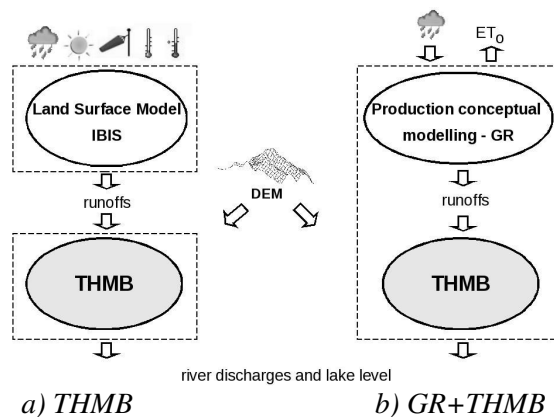 ET₀
Land Surface Model
IBIS
Production conceptual
modelling - GR
runoffs
runoffs
DEM
THMB
THMB
river discharges and lake level
a) THMB
b) GR+THMB